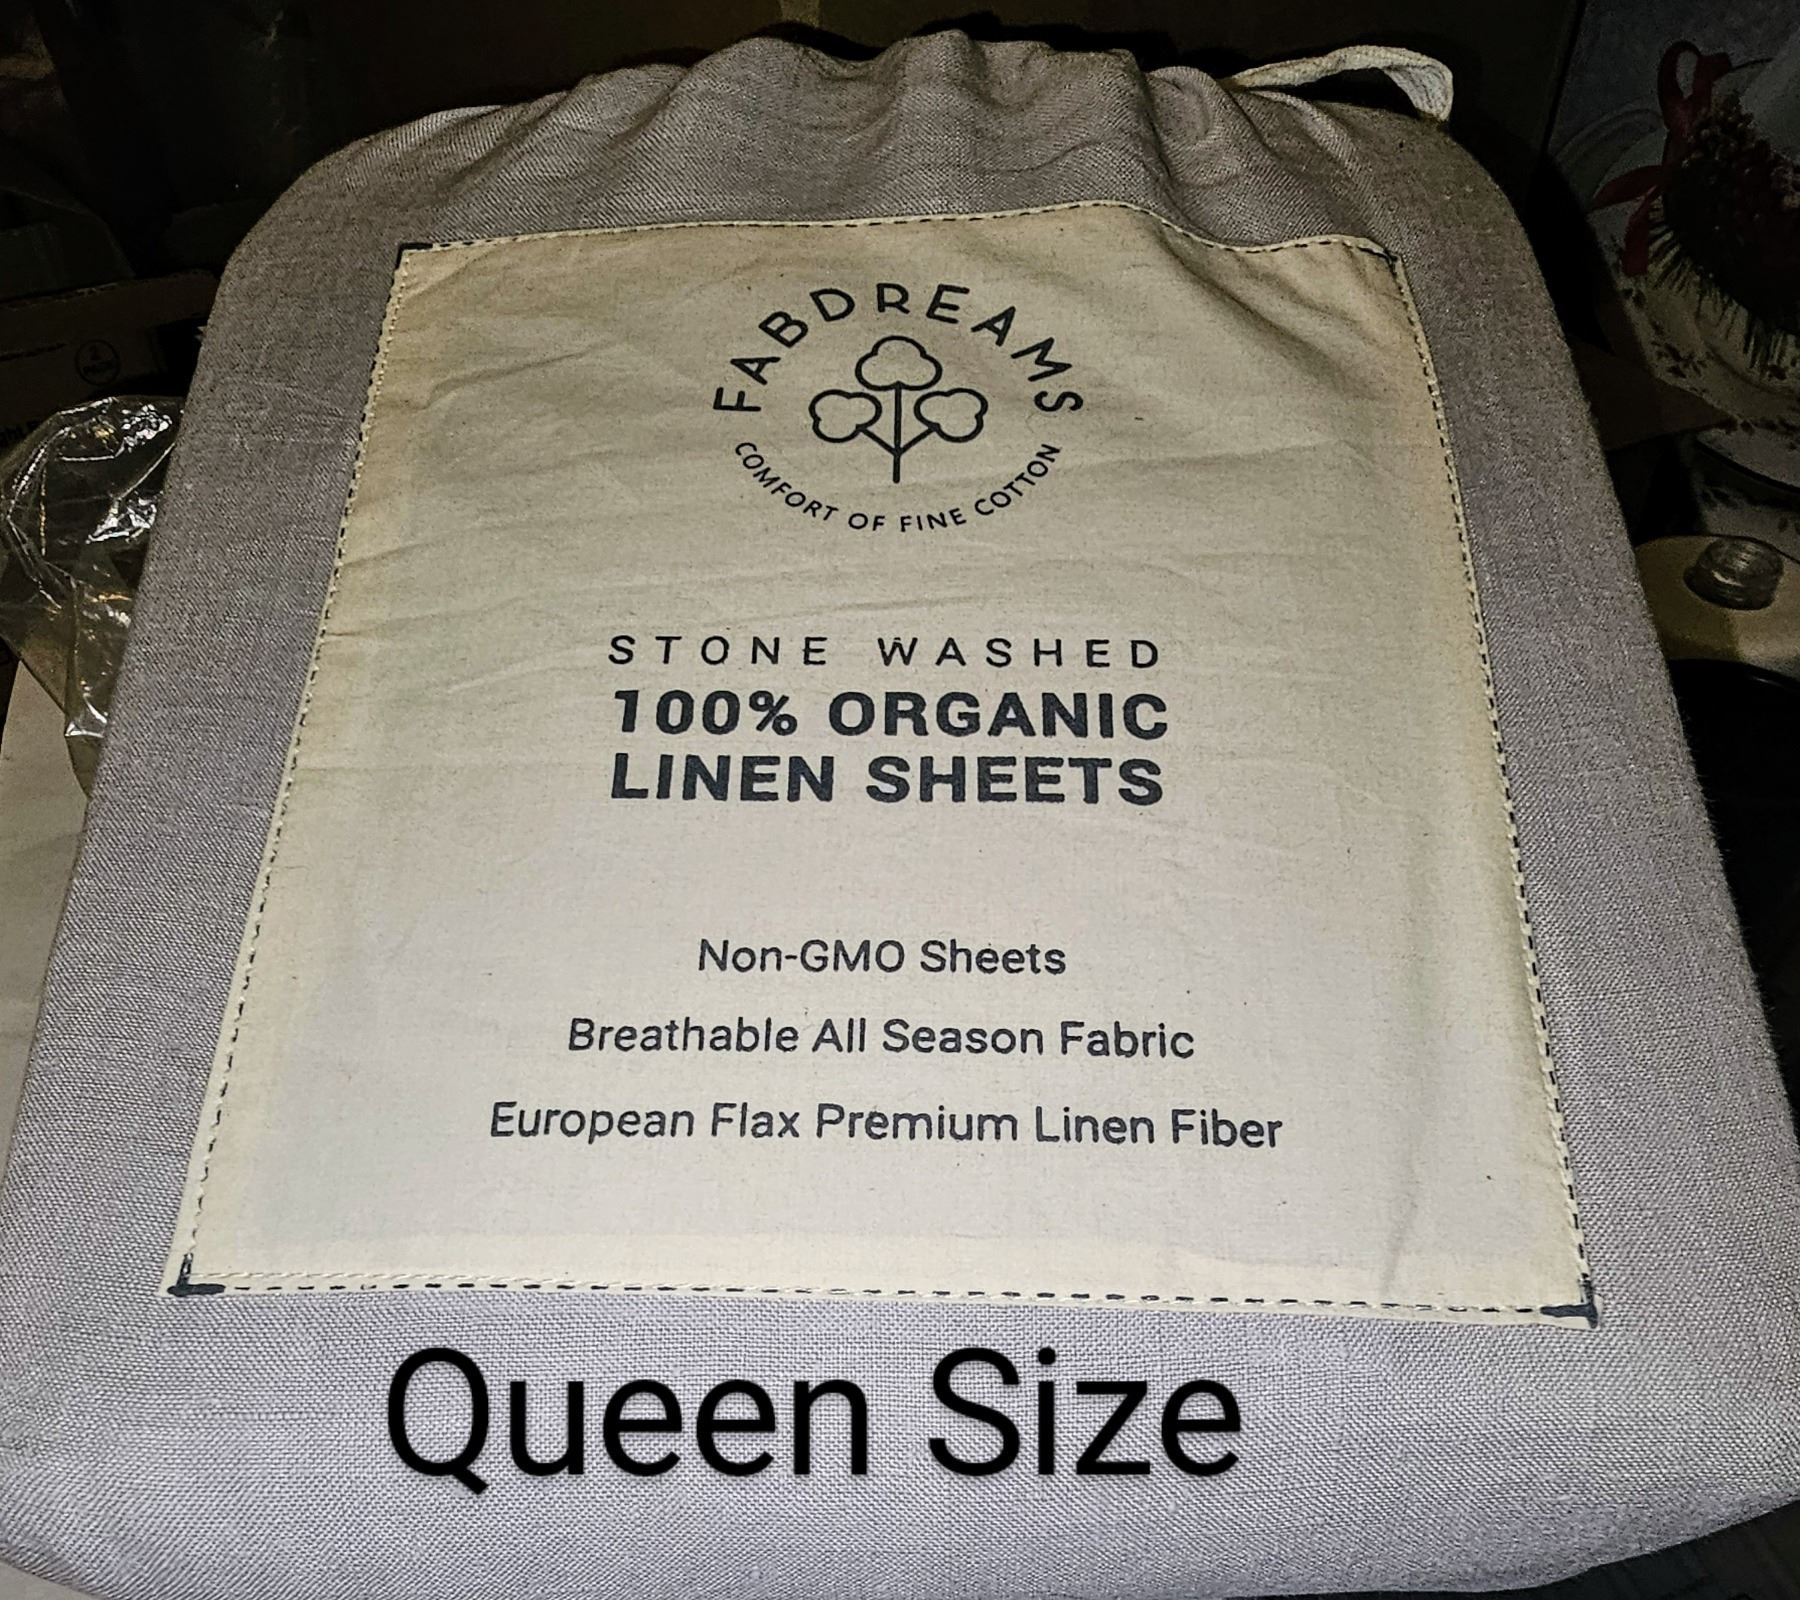 FABDREAMS
COMFORT OF FINE COTTON
STONE WASHED
100% ORGANIC
LINEN SHEETS
Non-GMO Sheets
Breathable All Season Fabric
European Flax Premium Linen Fiber
Queen Size